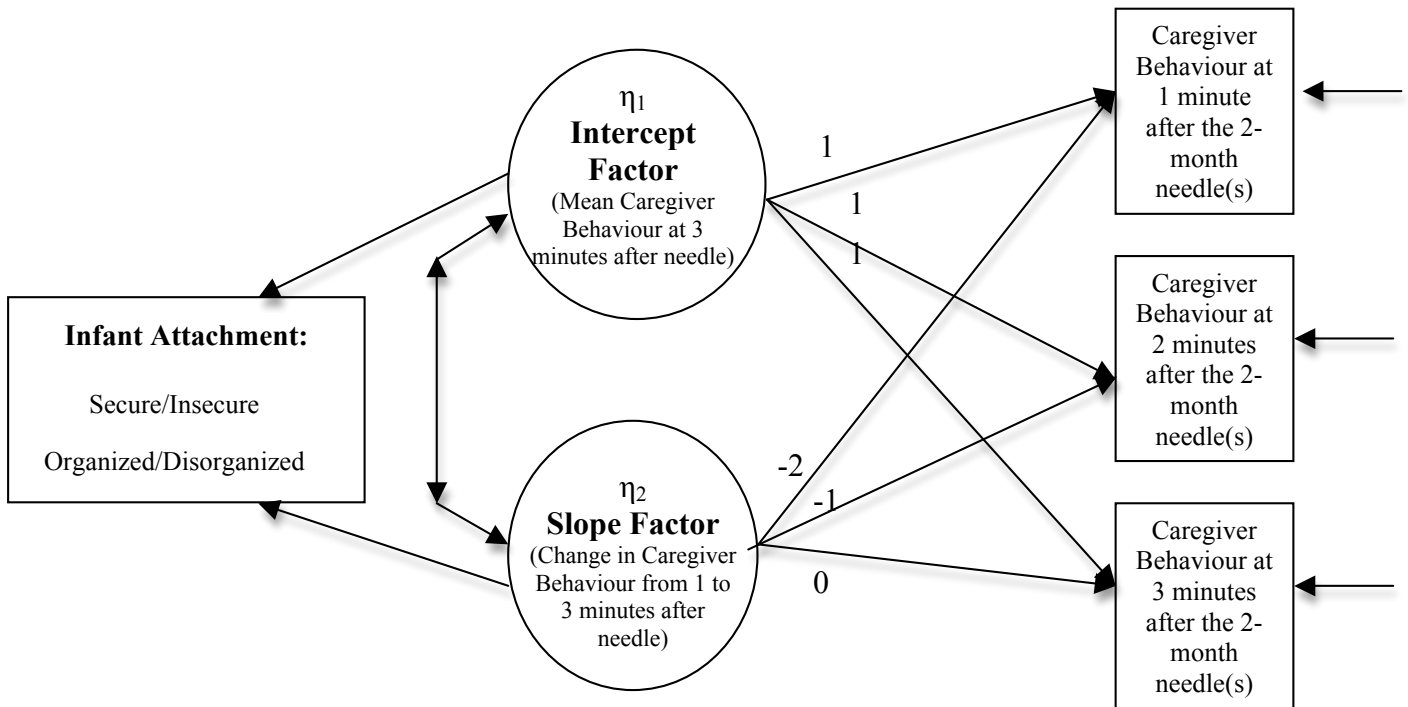 Infant Attachment:
Secure/Insecure
Organized/Disorganized
η1
Intercept
Factor
(Mean Caregiver
Behaviour at 3
minutes after needle)
η2
Slope Factor
(Change in Caregiver
Behaviour from 1 to
3 minutes after
needle)
1
1
1
-2
-1
0
Caregiver
Behaviour at
1 minute
after the 2-
month
needle(s)
Caregiver
Behaviour at
2 minutes
after the 2-
month
needle(s)
Caregiver
Behaviour at
3 minutes
after the 2-
month
needle(s)